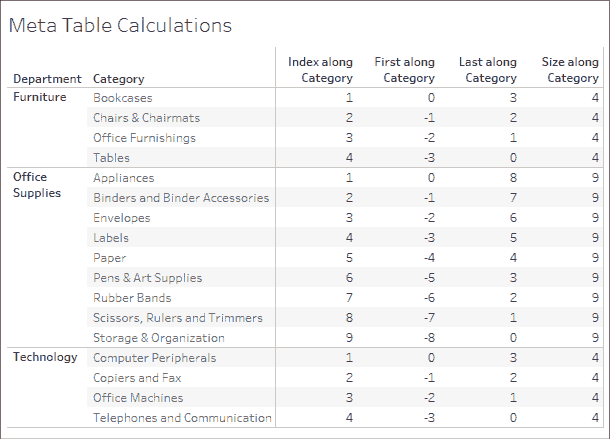 Meta Table Calculations
Index along First along Last along Size along
Department Category Category Category Category Category
Furniture Bookcases 1 0 3 4
Chairs & Chairmats 2 -1 2 4
Office Furnishings 3 -2 1 4
Tables 4 -3 0 4
Office Appliances 1 0 8 9
Supplies Binders and Binder Accessories 2 -1 7 9
Envelopes 3 -2 6 9
Labels 4 -3 5 9
Paper 5 -4 4 9
Pens & Art Supplies 6 -5 3 9
Rubber Bands 7 -6 2 9
Scissors, Rulers and Trimmers 8 -7 1 9
Storage & Organization 9 -8 0 9
Technology Computer Peripherals 1 0 3 4
Copiers and Fax 2 -1 2 4
Office Machines 3 -2 1 4
Telephones and Communication 4 -3 0 4